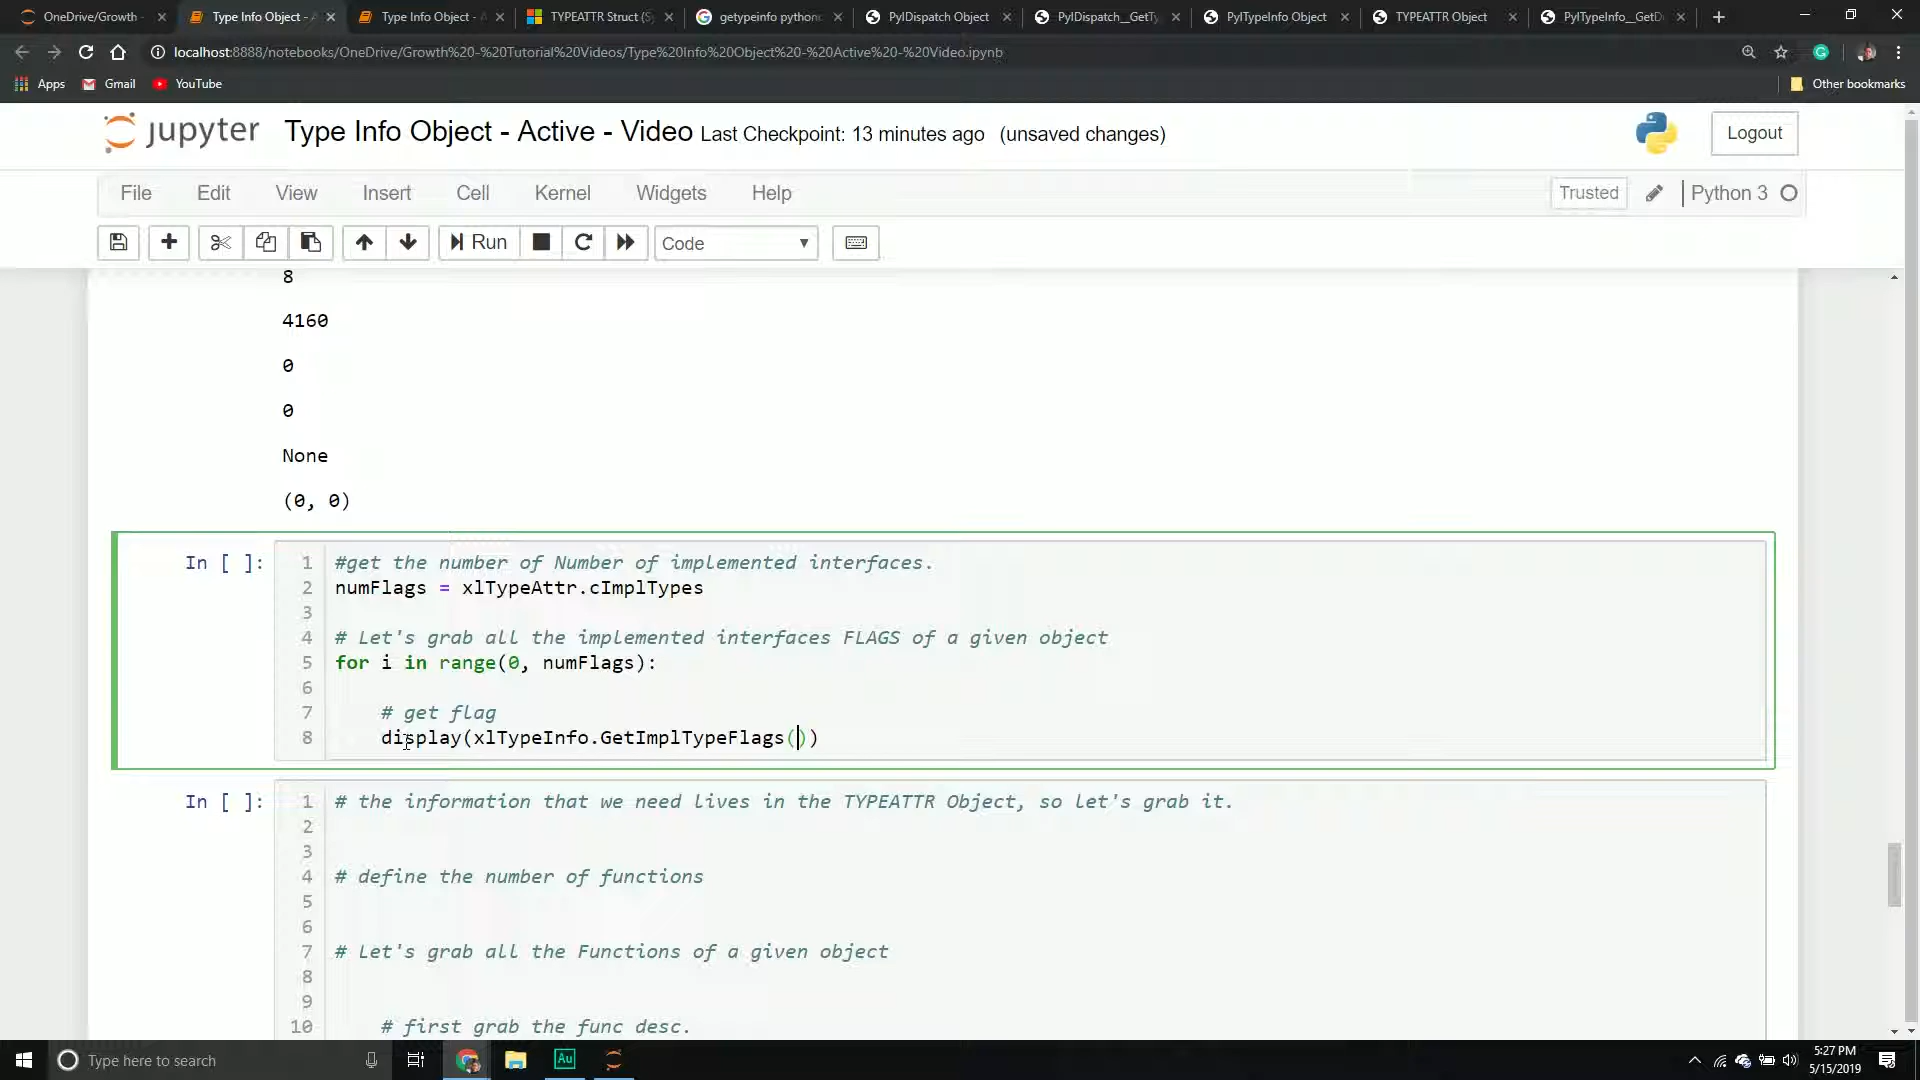 OneDrive/Growth
Type Info Object - A
Type Info Object - A
TYPEATTR Struct (S
getypeinfo python
PyIDispatch Object
PyIDispatch__GetTy
PyITypeInfo Object
TYPEATTR Object
PyITypeInfo__GetD
localhost:8888/notebooks/OneDrive/Growth%20-%20Tutorial%20Videos/Type%20Info%20Object%20-%20Active%20-%20Video.ipynb
Apps
Gmail
YouTube
Other bookmarks
jupyter
Type Info Object - Active - Video
Last Checkpoint: 13 minutes ago (unsaved changes)
Logout
File
Edit
View
Insert
Cell
Kernel
Widgets
Help
Trusted
Python 3
Run
Code
8
4160
0
0
None
(0, 0)
In [ ]:
1 #get the number of Number of implemented interfaces.
2 numFlags = xlTypeAttr.cImplTypes
3
4 # Let's grab all the implemented interfaces FLAGS of a given object
5 for i in range(0, numFlags):
6
7 # get flag
8 display(xlTypeInfo.GetImplTypeFlags())
In [ ]:
1 # the information that we need lives in the TYPEATTR Object, so let's grab it.
2
3
4 # define the number of functions
5
6
7 # Let's grab all the Functions of a given object
8
9
10 # first grab the func desc.
Type here to search
Au
5:27 PM
5/15/2019